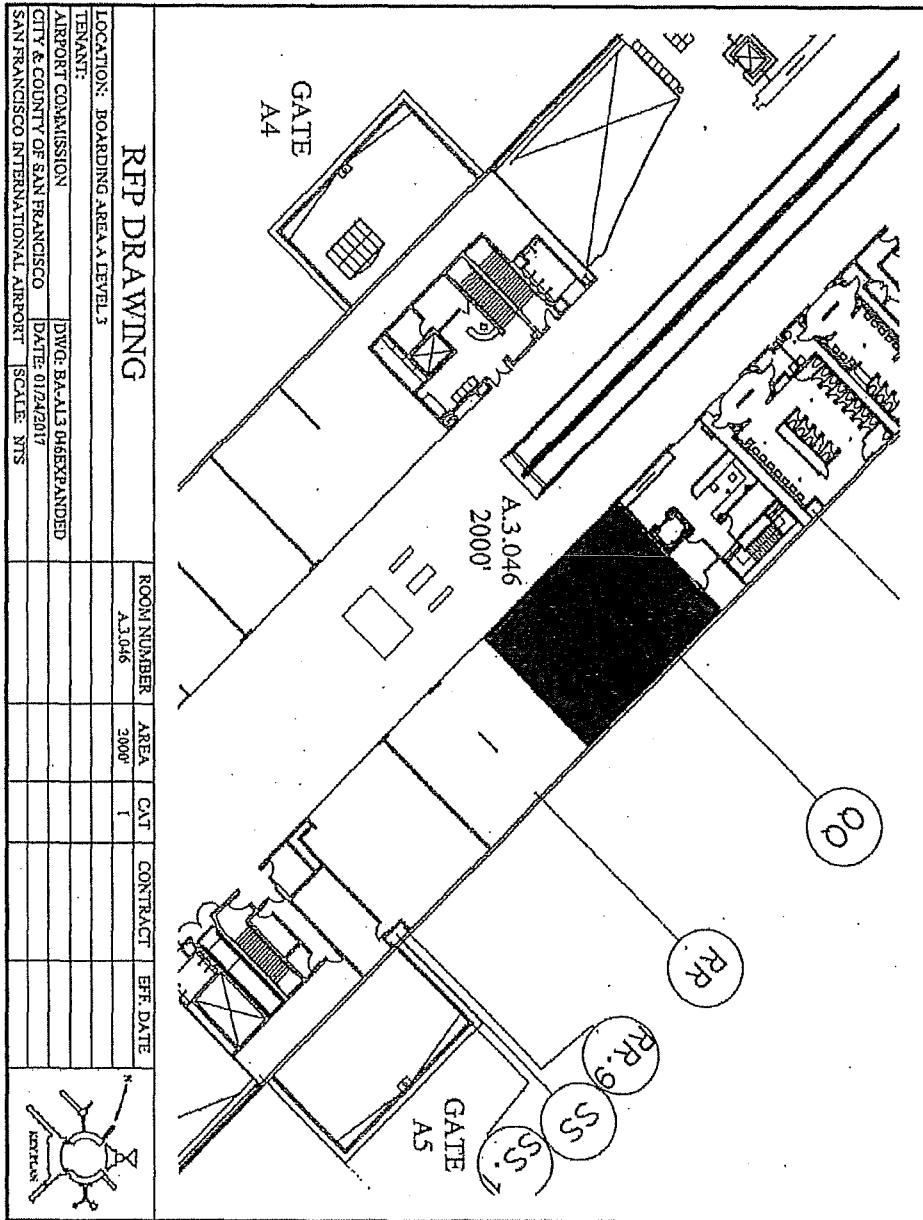 GATE
A4
A.3.046
2000'
QQ
RR
RR.9
SS
GATE
A5
RFP DRAWING
LOCATION: BOARDING AREA A LEVEL 3
TENANT:
AIRPORT COMMISSION
DWG: BA-AL3 046EXPANDED
CITY & COUNTY OF SAN FRANCISCO
DATE: 01/24/2017
SAN FRANCISCO INTERNATIONAL AIRPORT
SCALE: NTS
ROOM NUMBER AREA CAT CONTRACT EFF. DATE
A.3.046 2000' 1
N
KEYPLAN